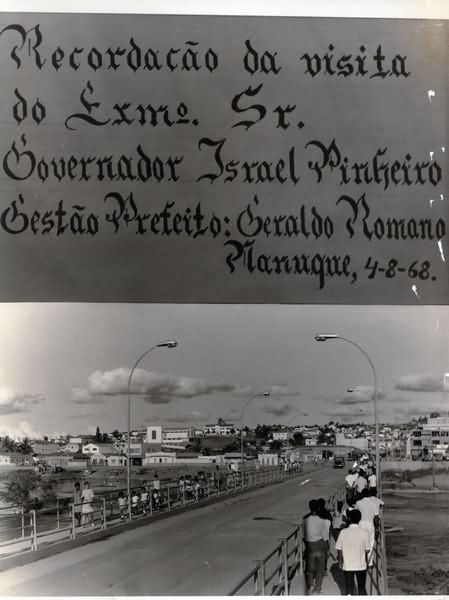 Recordação da visita
do Exmº. Sr.
Governador Israel Pinheiro
Gestão Prefeito: Geraldo Romano
Nanuque, 4-8-68.